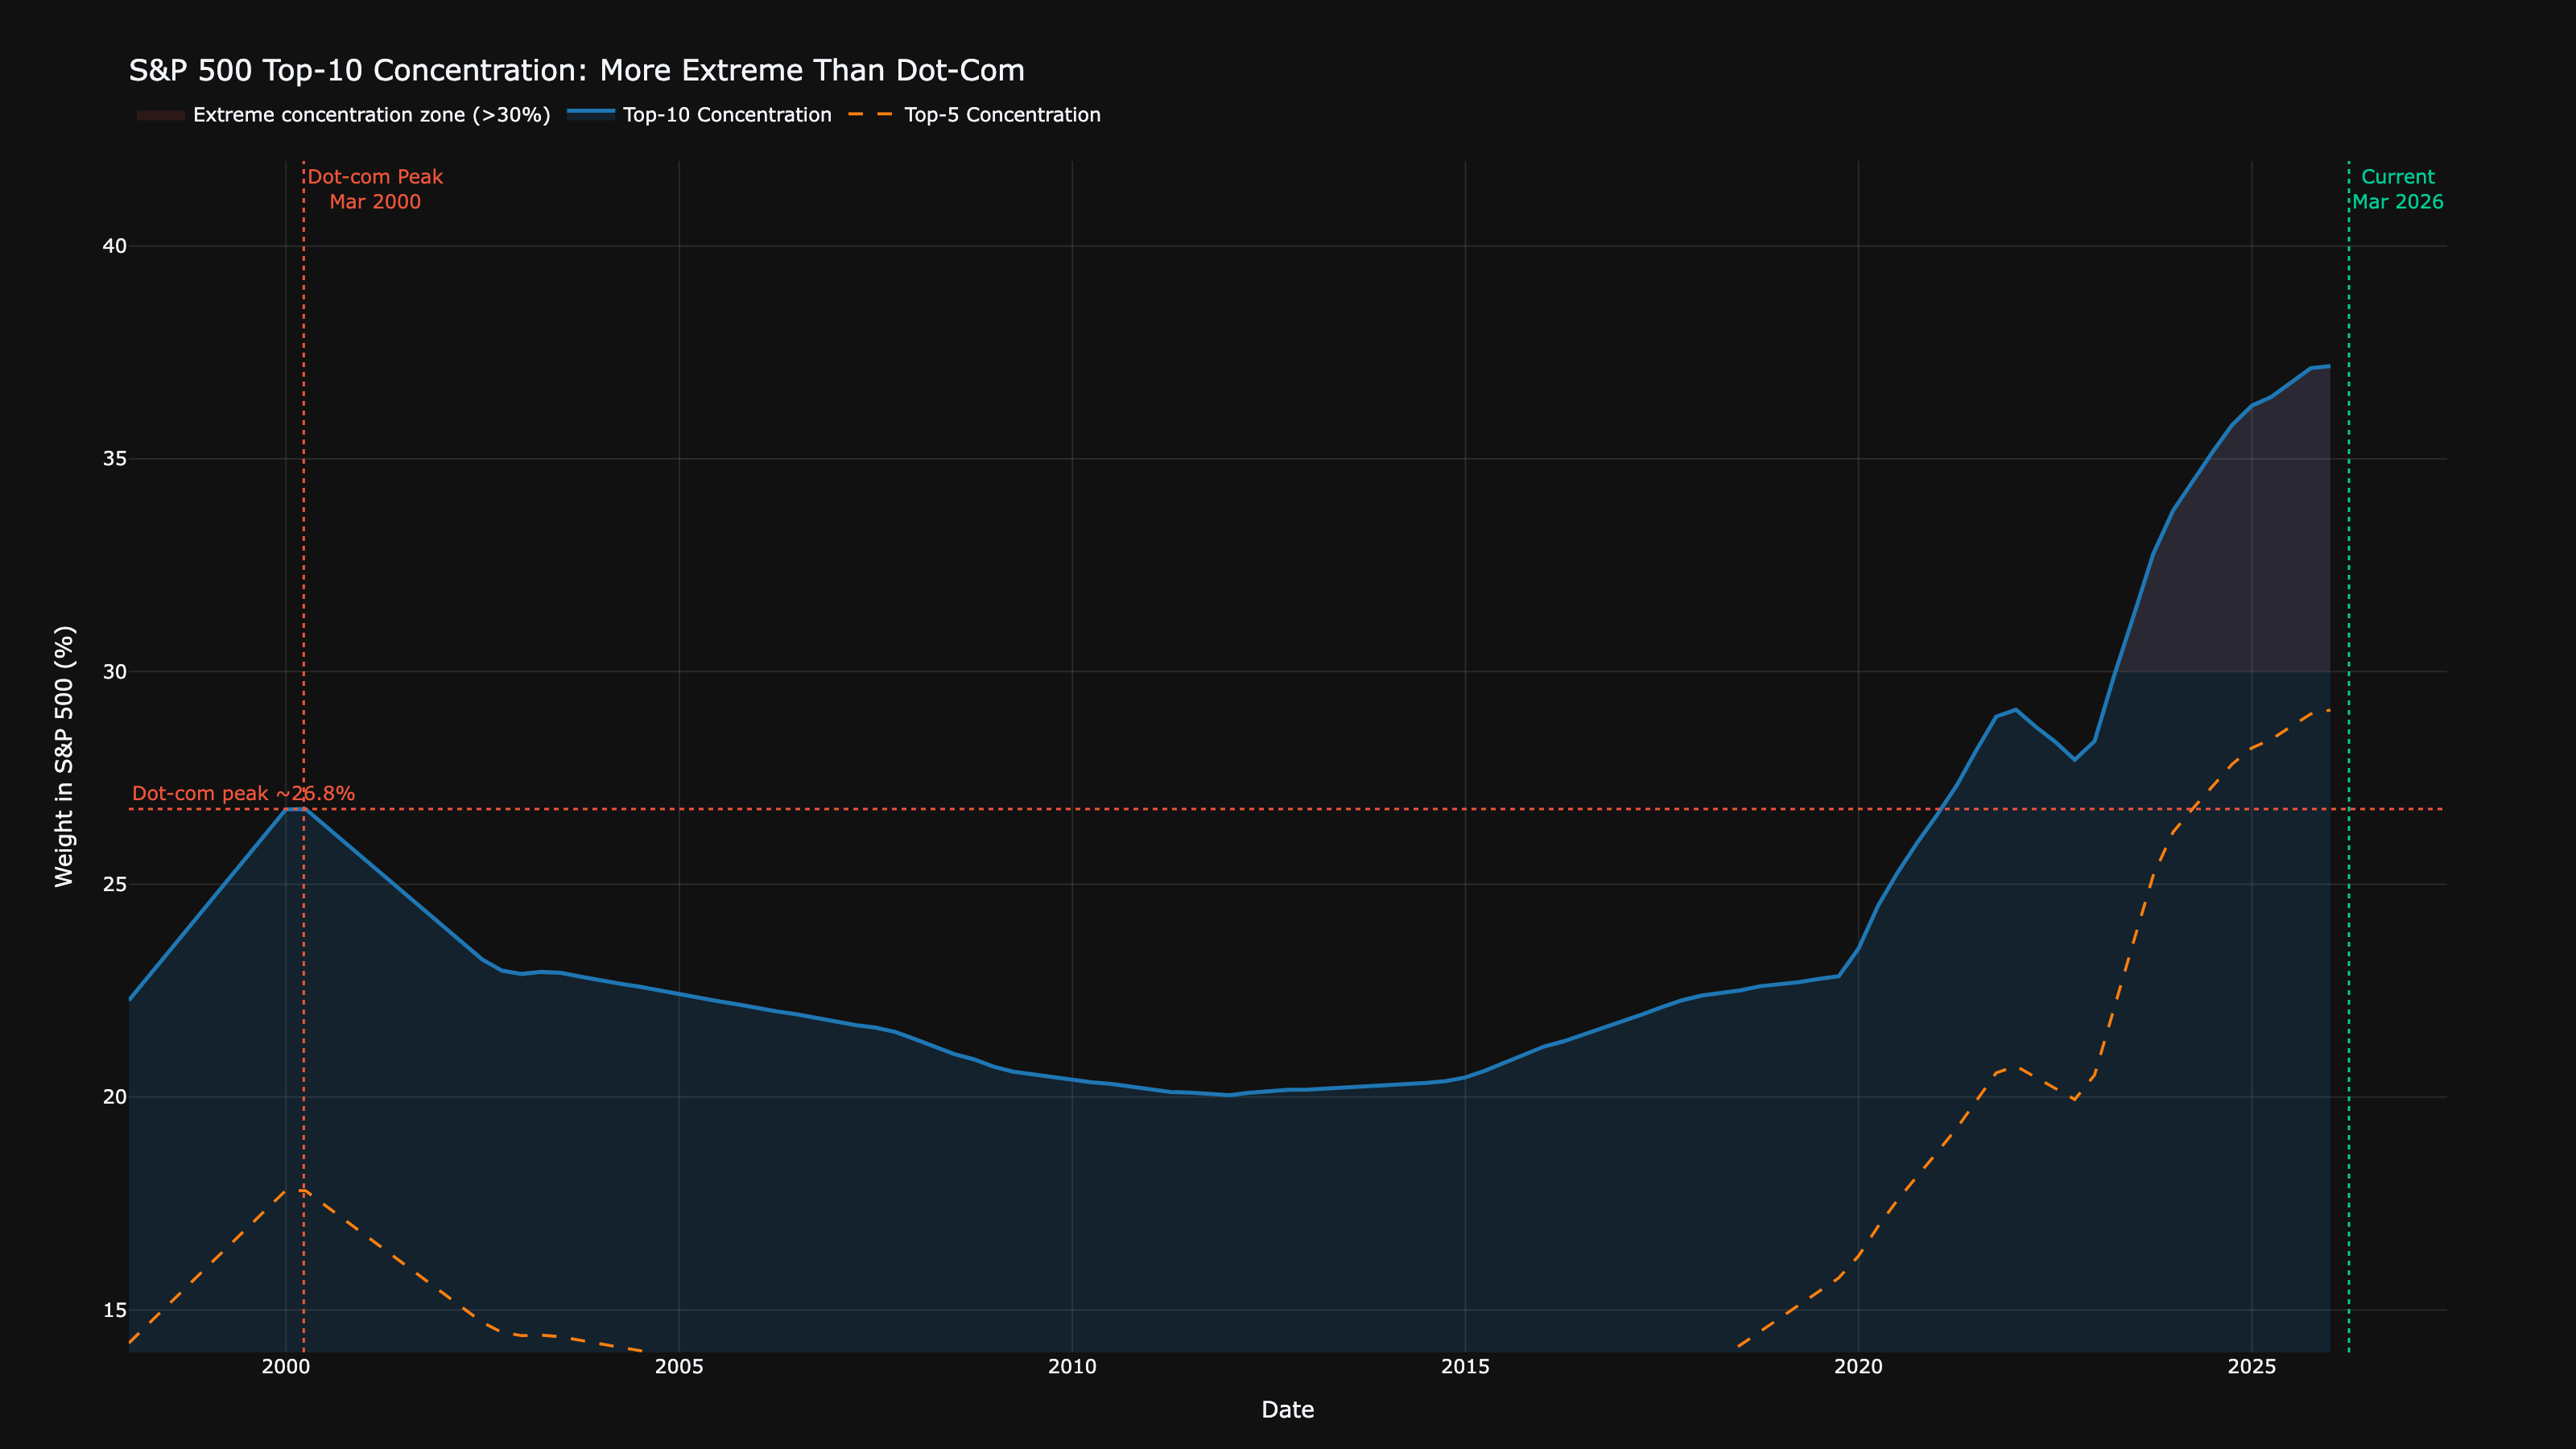 S&P 500 Top-10 Concentration: More Extreme Than Dot-Com
Extreme concentration zone (>30%)
Top-10 Concentration
Top-5 Concentration
Dot-com Peak
Mar 2000
Current
Mar 2026
40
35
30
25
20
15
Weight in S&P 500 (%)
Dot-com peak ~26.8%
2000
2005
2010
2015
2020
2025
Date